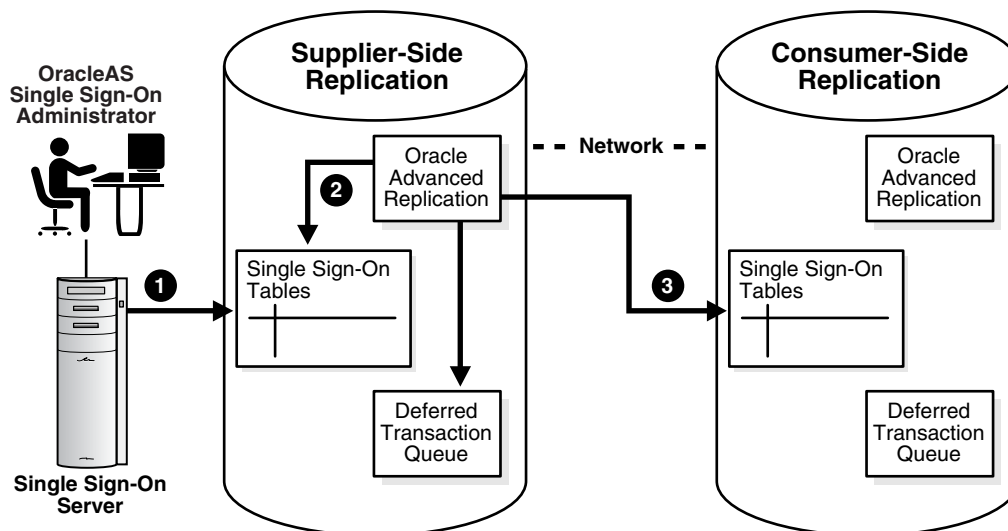 OracleAS
Single Sign-On
Administrator
Single Sign-On
Server
1
Supplier-Side
Replication
Oracle
Advanced
Replication
2
Single Sign-On
Tables
Deferred
Transaction
Queue
Network
3
Consumer-Side
Replication
Oracle
Advanced
Replication
Single Sign-On
Tables
Deferred
Transaction
Queue